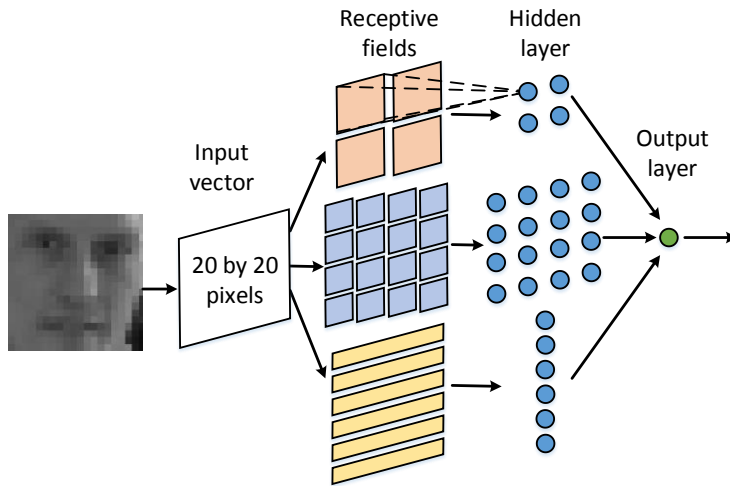 Receptive
fields
Hidden
layer
Input
vector
Output
layer
20 by 20
pixels